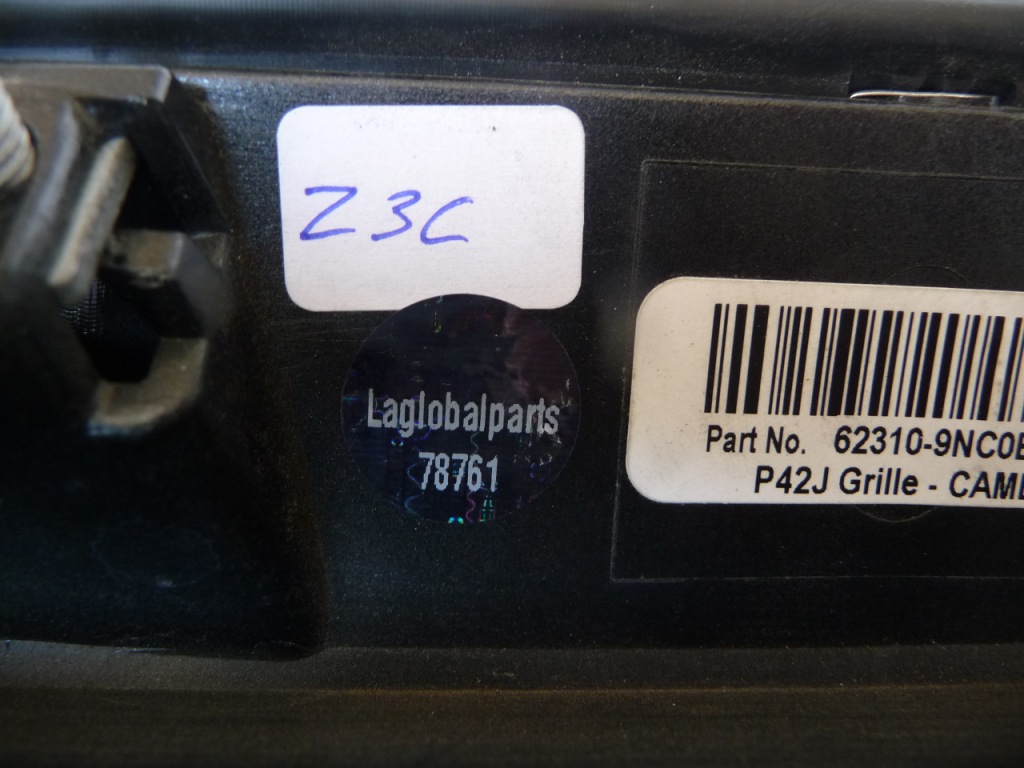 Z3C
Laglobalparts
78761
Part No. 62310-9NC0
P42J Grille - CAM